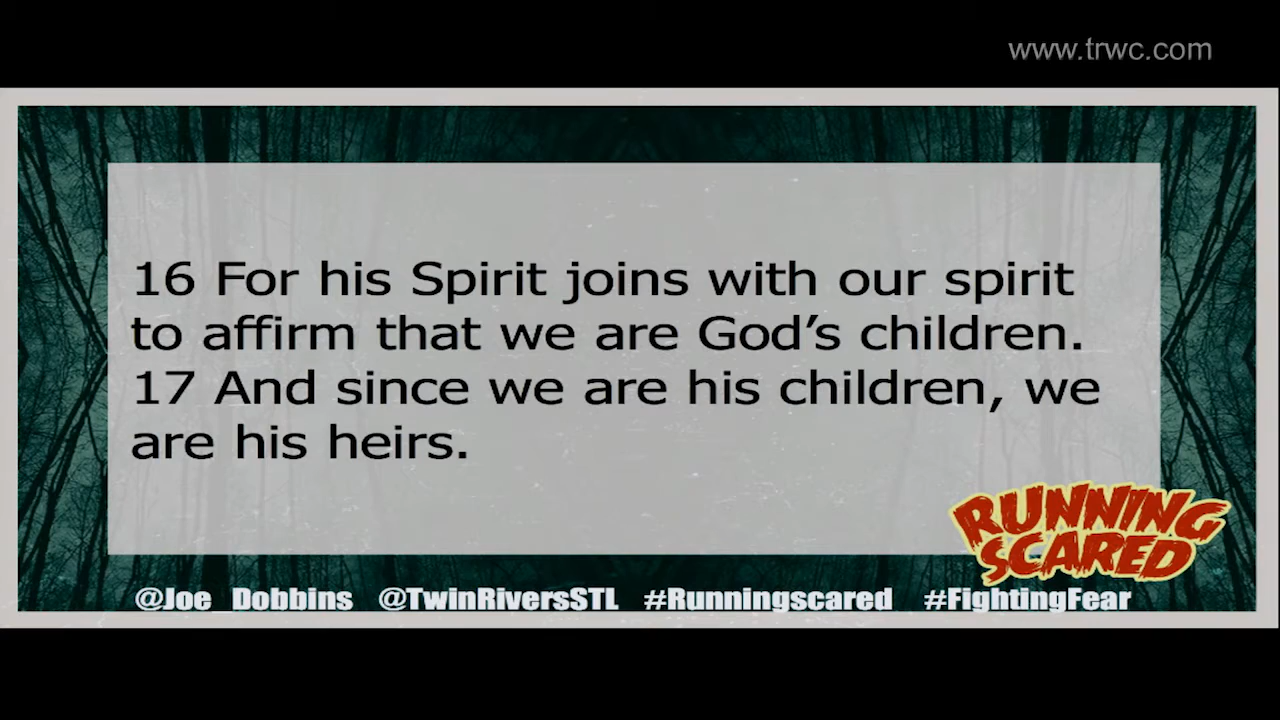 www.trwc.com
16 For his Spirit joins with our spirit
to affirm that we are God’s children.
17 And since we are his children, we
are his heirs.
RUNNING
SCARED
@Joe_Dobbins @TwinRiversSTL #Runningscared #FightingFear